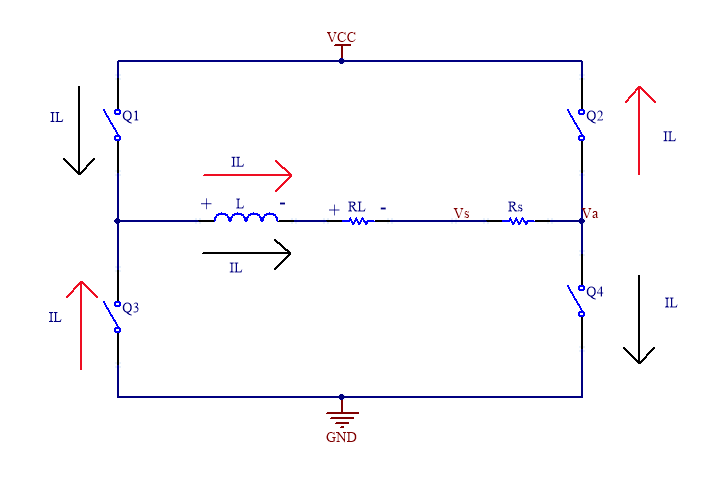 VCC
IL
Q1
Q2
IL
IL
+ L - + RL - Vs Rs Va
IL
Q3
Q4
IL
IL
GND